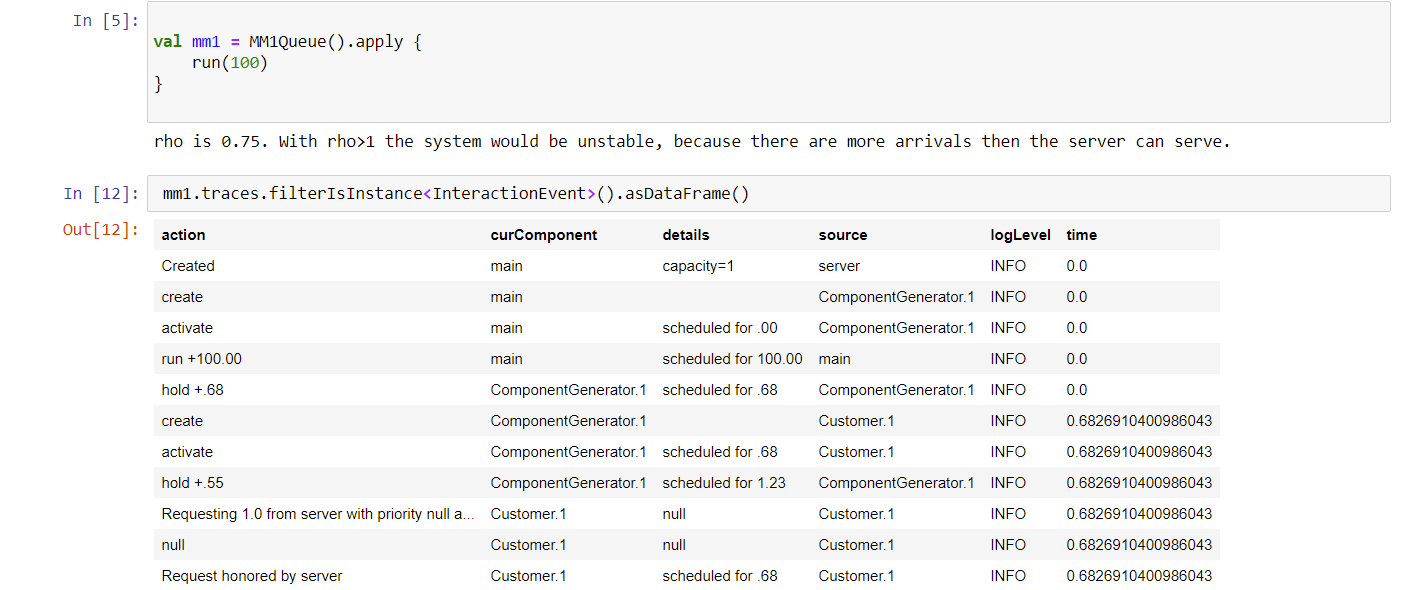 In [5]:
val mm1 = MM1Queue().apply {
    run(100)
}
rho is 0.75. With rho>1 the system would be unstable, because there are more arrivals then the server can serve.
In [12]: mm1.traces.filterIsInstance<InteractionEvent>().asDataFrame()
Out[12]:
action curComponent details source logLevel time
Created main capacity=1 server INFO 0.0
create main ComponentGenerator.1 INFO 0.0
activate main scheduled for .00 ComponentGenerator.1 INFO 0.0
run +100.00 main scheduled for 100.00 main INFO 0.0
hold +.68 ComponentGenerator.1 scheduled for .68 ComponentGenerator.1 INFO 0.0
create ComponentGenerator.1 Customer.1 INFO 0.6826910400986043
activate ComponentGenerator.1 scheduled for .68 Customer.1 INFO 0.6826910400986043
hold +.55 ComponentGenerator.1 scheduled for 1.23 ComponentGenerator.1 INFO 0.6826910400986043
Requesting 1.0 from server with priority null a... Customer.1 null Customer.1 INFO 0.6826910400986043
null Customer.1 null Customer.1 INFO 0.6826910400986043
Request honored by server Customer.1 scheduled for .68 Customer.1 INFO 0.6826910400986043